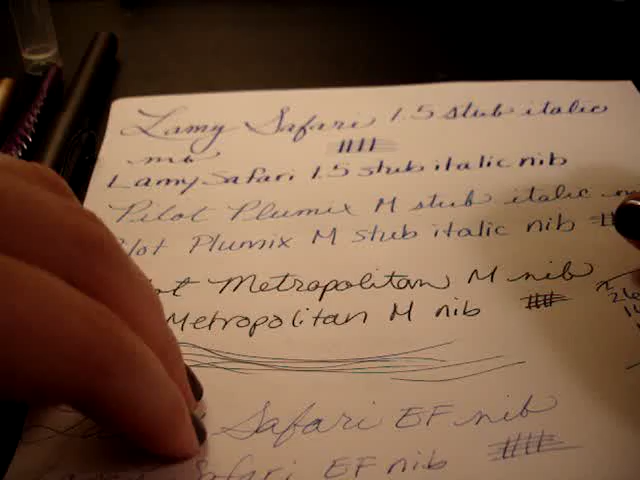 Lamy Safari 1.5 stub italic
nib
Lamy Safari 1.5 stub italic nib
Pilot Plumix M stub italic
Plumix M stub italic nib
Metropolitan M nib
Metropolitan M nib
Safari EF nib
Safari EF nib